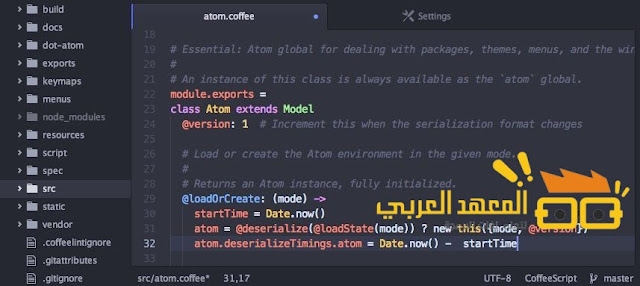 build
docs
dot-atom
exports
keymaps
menus
node_modules
resources
script
spec
src
static
vendor
.coffeelintignore
.gitattributes
.gitignore
atom.coffee
Settings
18
19 # Essential: Atom global for dealing with packages, themes, menus, and the win
20 #
21 # An instance of this class is always available as the `atom` global.
22 module.exports =
23 class Atom extends Model
24 @version: 1 # Increment this when the serialization format changes
25
26 # Load or create the Atom environment in the given mode.
27 #
28 # Returns an Atom instance, fully initialized.
29 @loadOrCreate: (mode) ->
30 startTime = Date.now()
31 atom = @deserialize(@loadState(mode)) ? new this({mode, @version})
32 atom.deserializeTimings.atom = Date.now() - startTime
المعهد العربي
src/atom.coffee* 31,17
UTF-8 CoffeeScript master